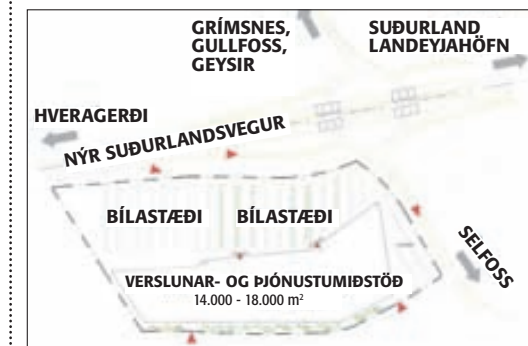 GRÍMSNES,
GULLFOSS,
GEYSIR
SUÐURLAND
LANDEYJAHÖFN
HVERAGERÐI
NÝR SUÐURLANDSVEGUR
BÍLASTÆÐI
BÍLASTÆÐI
SELFOSS
VERSLUNAR- OG ÞJÓNUSTUMIÐSTÖÐ
14.000 - 18.000 m²